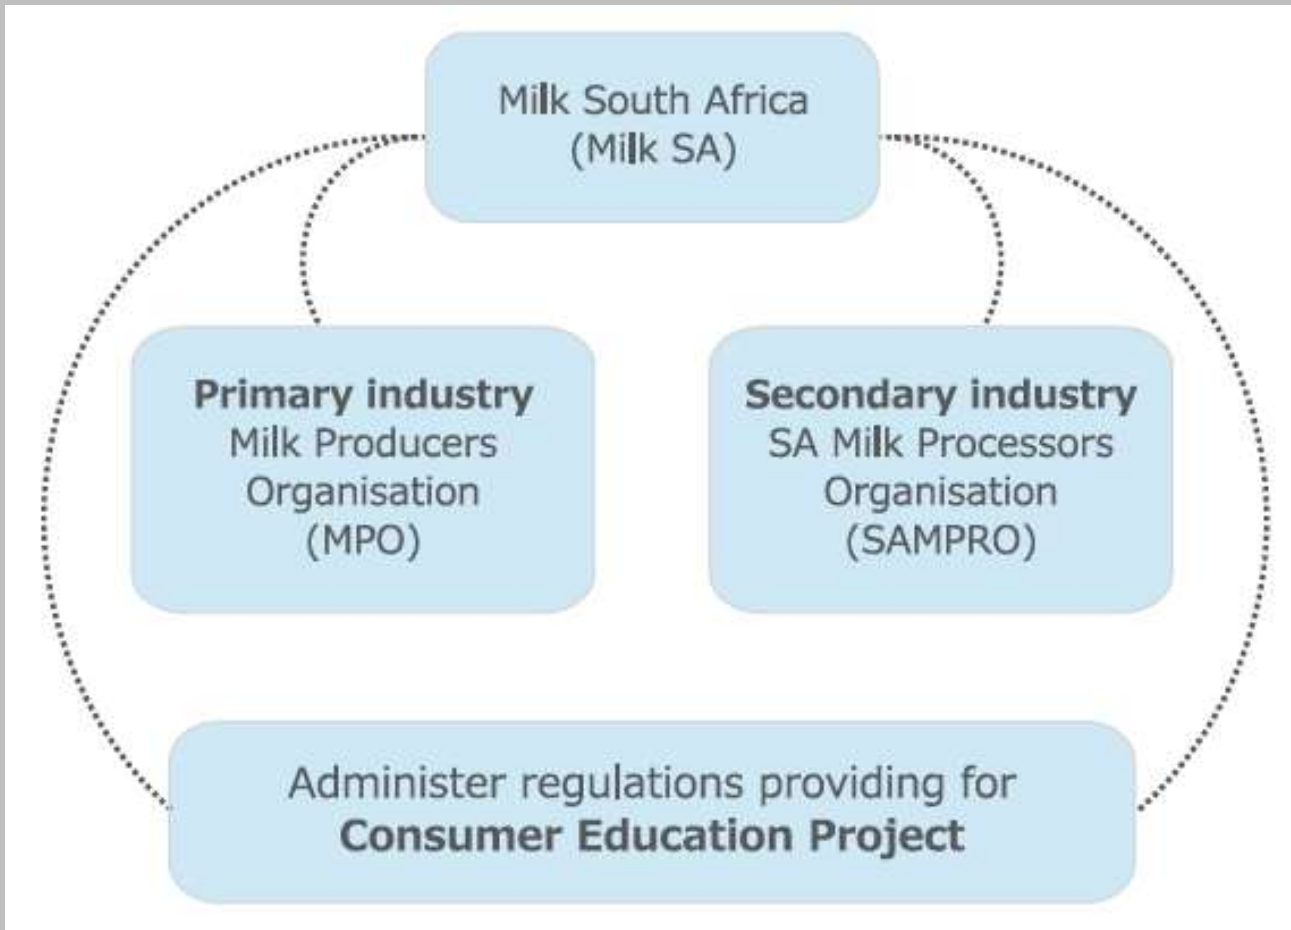 Milk South Africa
(Milk SA)
Primary industry
Milk Producers
Organisation
(MPO)
Secondary industry
SA Milk Processors
Organisation
(SAMPRO)
Administer regulations providing for
Consumer Education Project